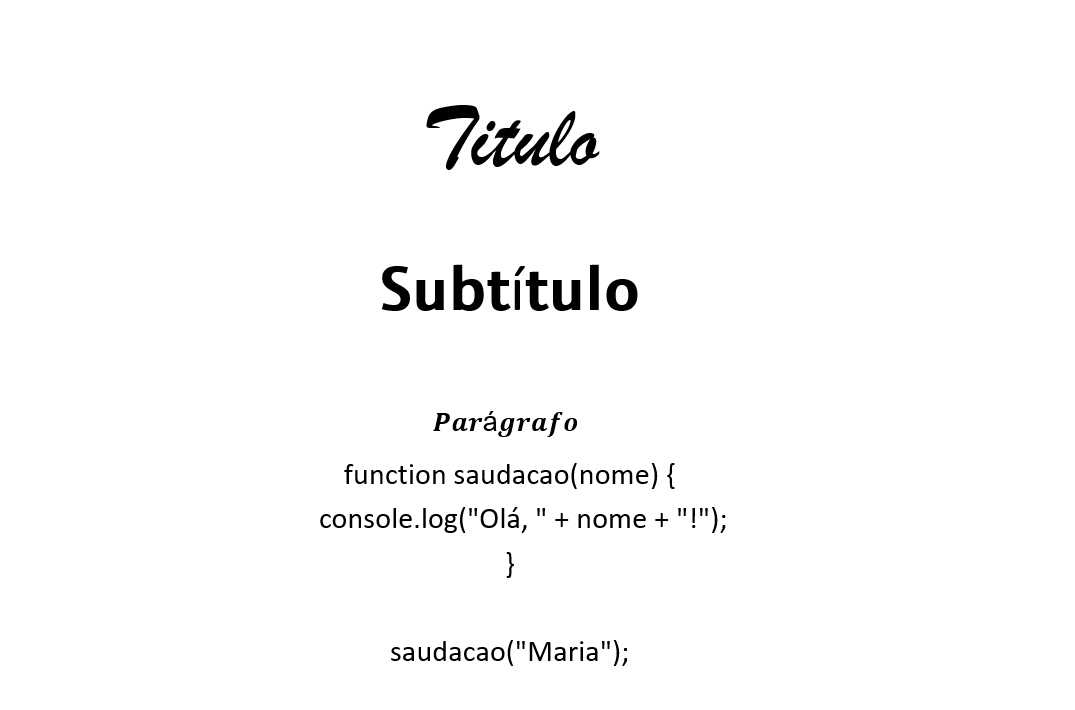 Titulo
Subtítulo
Parágrafo
function saudacao(nome) {
console.log("Olá, " + nome + "!");
}
saudacao("Maria");